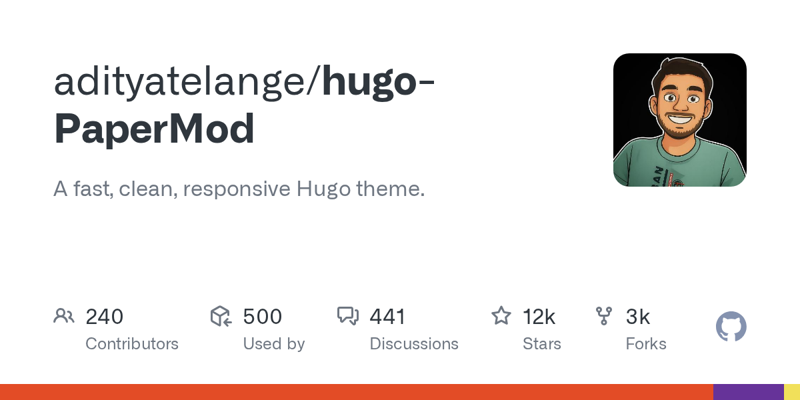 adityatelange/hugo-
PaperMod
A fast, clean, responsive Hugo theme.
240
Contributors
500
Used by
441
Discussions
12k
Stars
3k
Forks